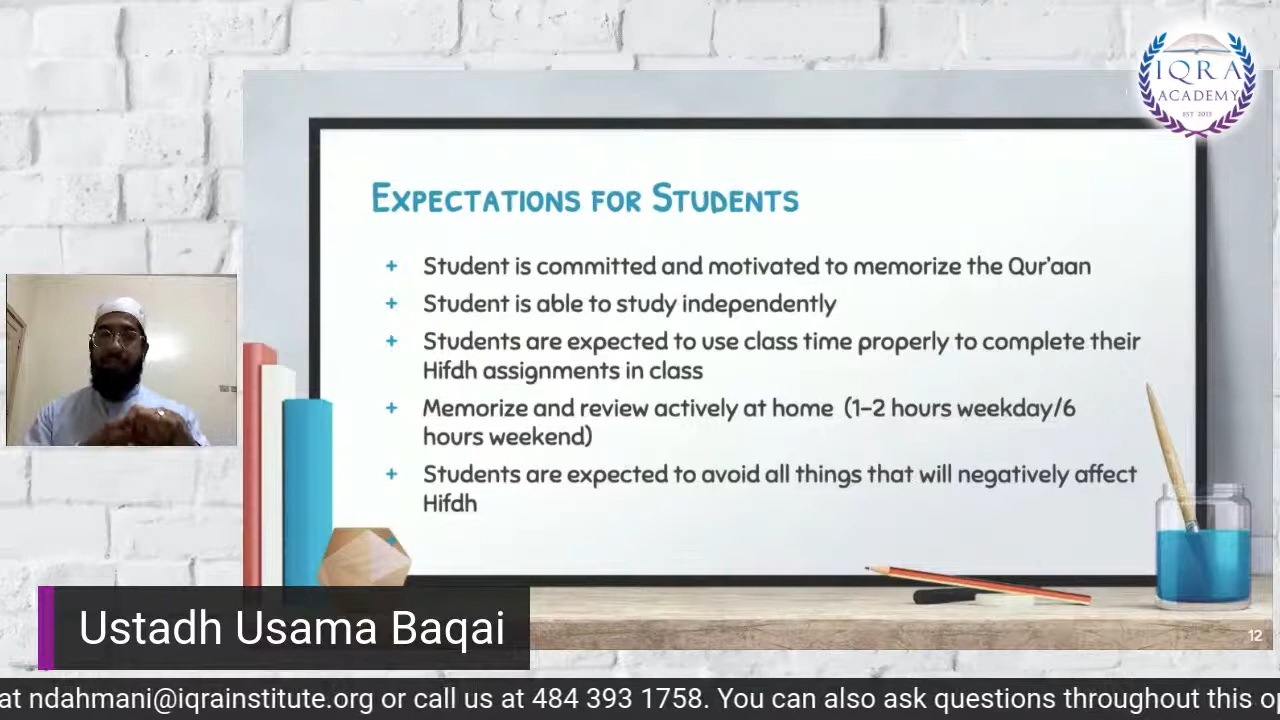 IQRA
ACADEMY
EST 2015
EXPECTATIONS FOR STUDENTS
+ Student is committed and motivated to memorize the Qur'aan
+ Student is able to study independently
+ Students are expected to use class time properly to complete their
Hifdh assignments in class
+ Memorize and review actively at home (1-2 hours weekday/6
hours weekend)
+ Students are expected to avoid all things that will negatively affect
Hifdh
+
Ustadh Usama Baqai
12
at ndahmani@iqrainstitute.org or call us at 484 393 1758. You can also ask questions throughout this op